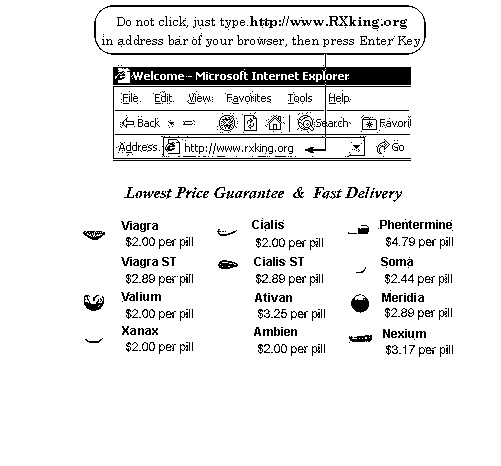 Do not click, just type http://www.RXking.org
in address bar of your browser, then press Enter Key
Welcome - Microsoft Internet Explorer
File Edit View Favorites Tools Help
Back Search Favori
Address http://www.rxking.org Go
Lowest Price Guarantee & Fast Delivery
Viagra Cialis Phentermine
$2.00 per pill $2.00 per pill $4.79 per pill
Viagra ST Cialis ST Soma
$2.89 per pill $2.89 per pill $2.44 per pill
Valium Ativan Meridia
$2.00 per pill $3.25 per pill $2.89 per pill
Xanax Ambien Nexium
$2.00 per pill $2.00 per pill $3.17 per pill